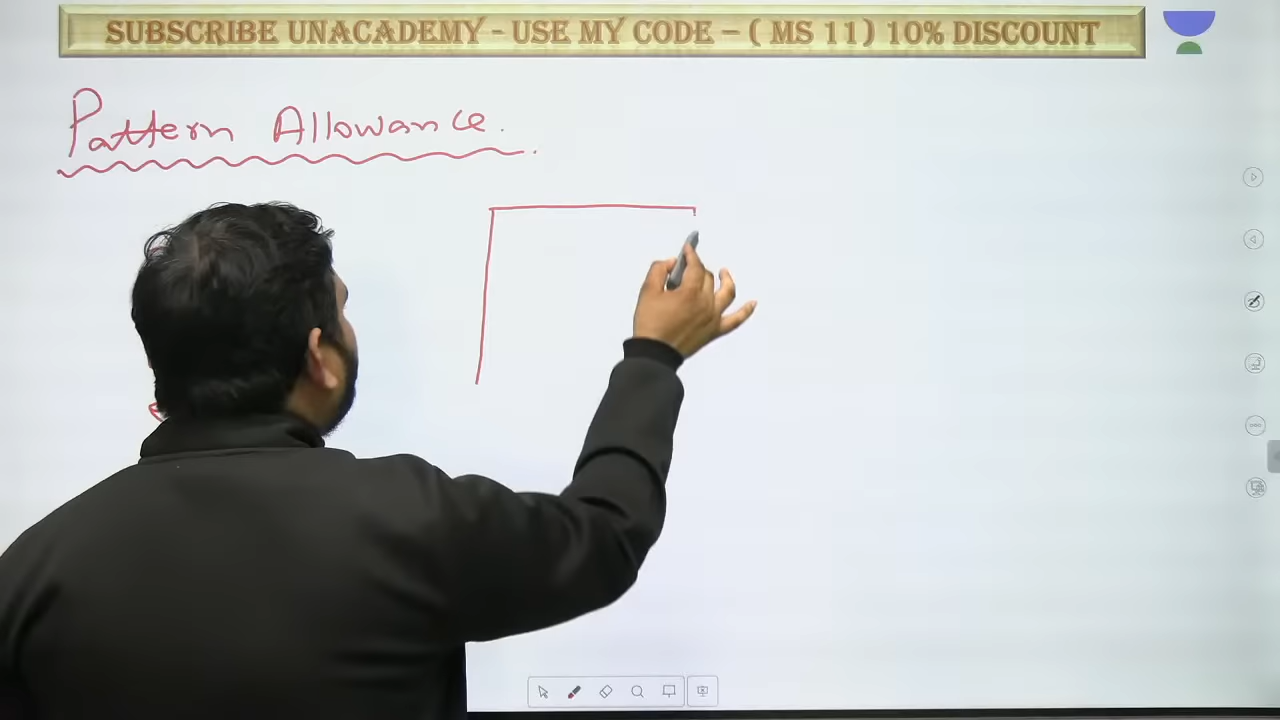 SUBSCRIBE UNACADEMY - USE MY CODE – ( MS 11) 10% DISCOUNT
Pattern Allowance.